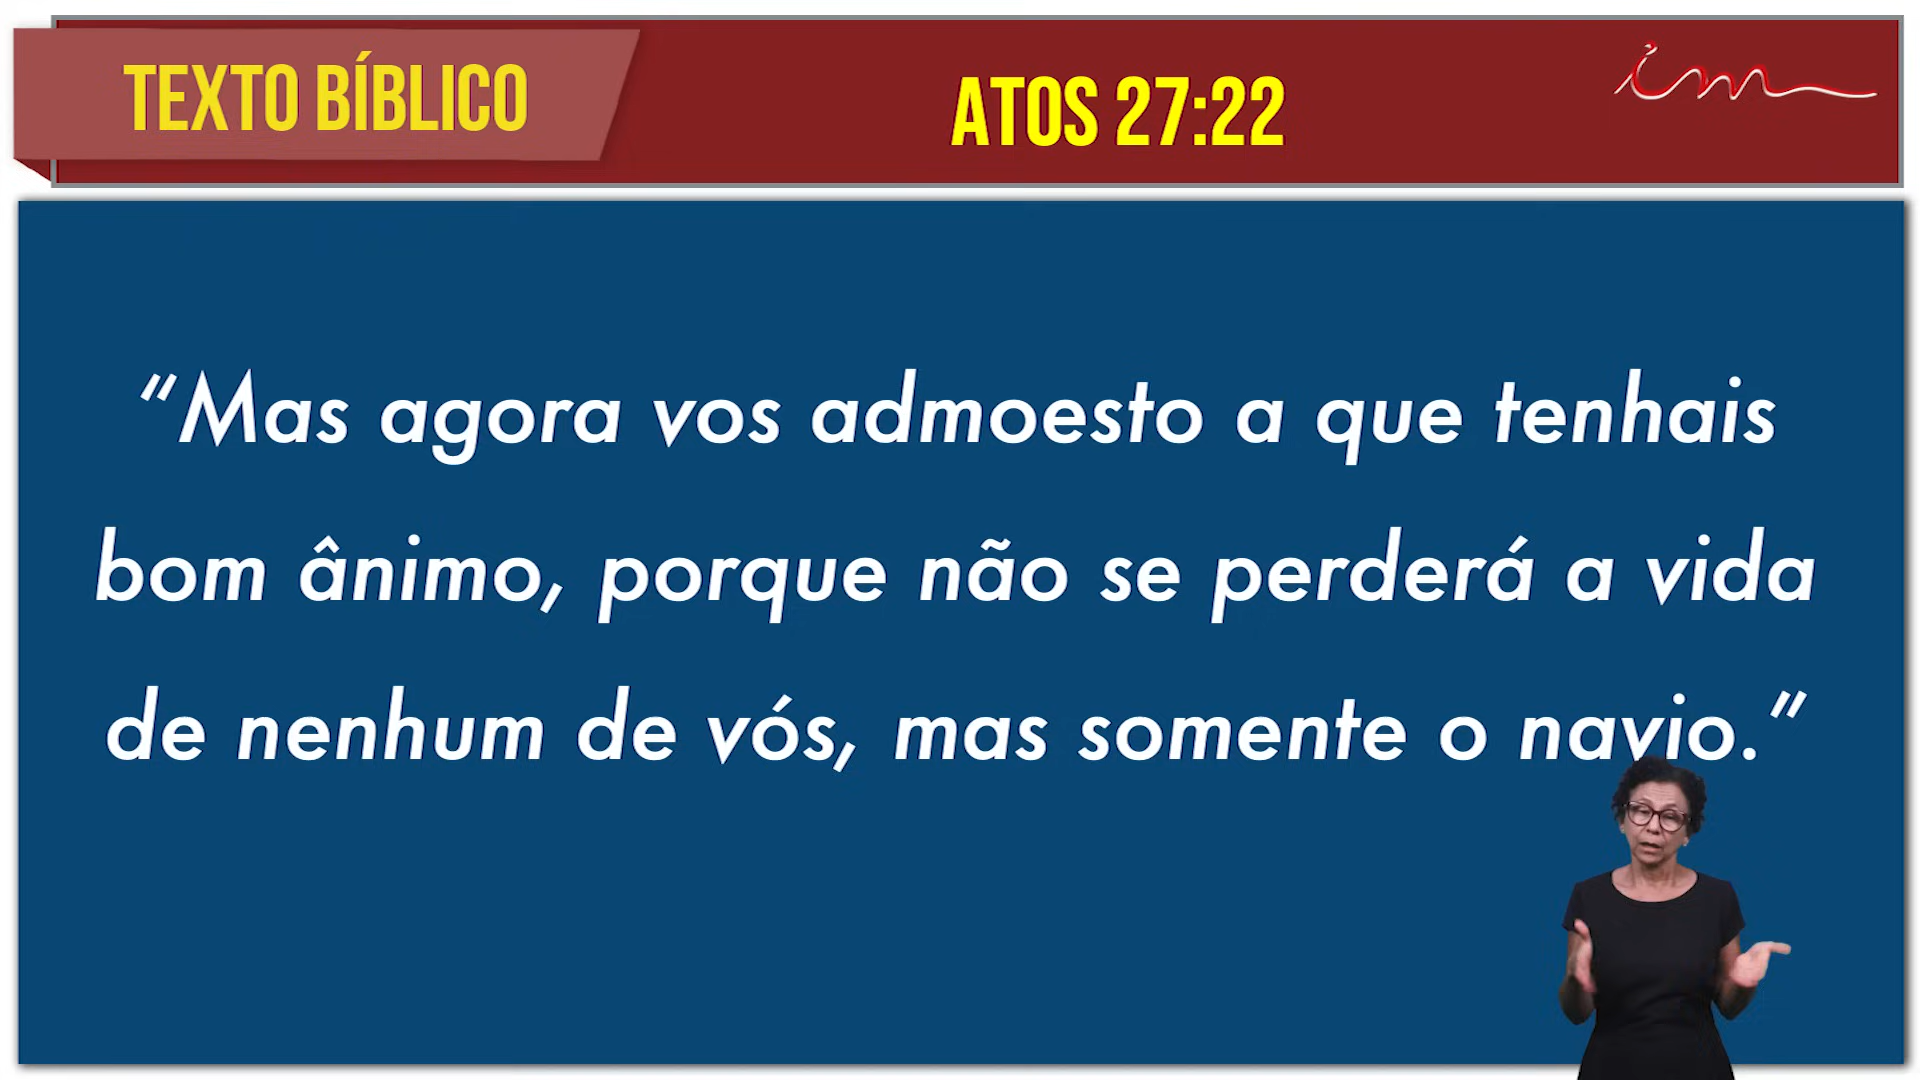 TEXTO BÍBLICO
ATOS 27:22
im
“Mas agora vos admoesto a que tenhais
bom ânimo, porque não se perderá a vida
de nenhum de vós, mas somente o navio.”